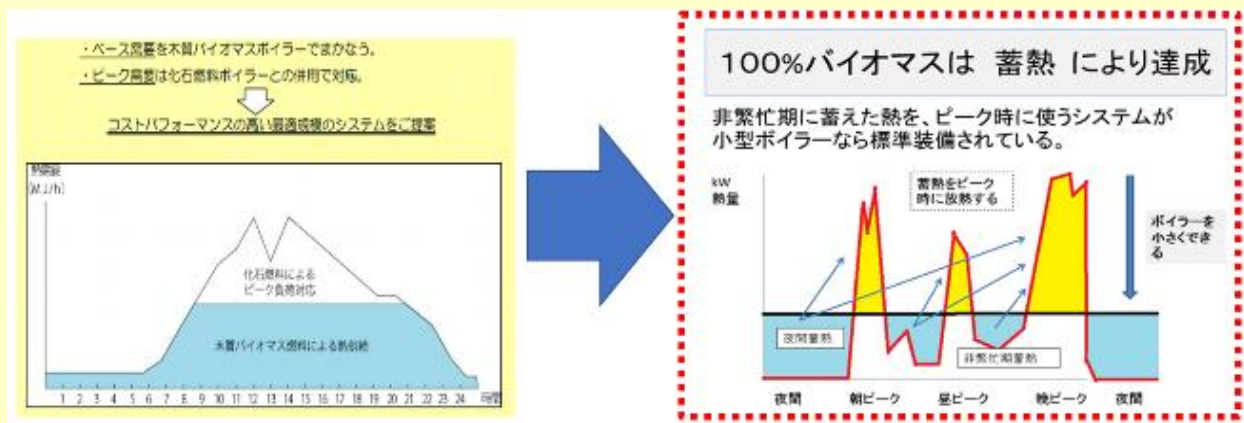 ・ベース需要を木質バイオマスボイラーでまかなう。
・ピーク需要は化石燃料ボイラーとの併用で対応。
コストパフォーマンスの高い最適規模のシステムをご提案
(MJ/h)
化石燃料による
ピーク負荷対応
木質バイオマス燃料による熱供給
1 2 3 4 5 6 7 8 9 10 11 12 13 14 15 16 17 18 19 20 21 22 23 24 時間
100%バイオマスは 蓄熱 により達成
非繁忙期に蓄えた熱を、ピーク時に使うシステムが
小型ボイラーなら標準装備されている。
kW
熱量
蓄熱をピーク
時に放熱する
ボイラーを
小さくでき
る
夜間蓄熱
非繁忙期蓄熱
夜間 朝ピーク 昼ピーク 晩ピーク 夜間